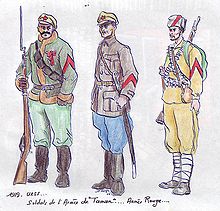 1919. URSS...
Soldats de l'Armée de "Taman"... Armée Rouge...